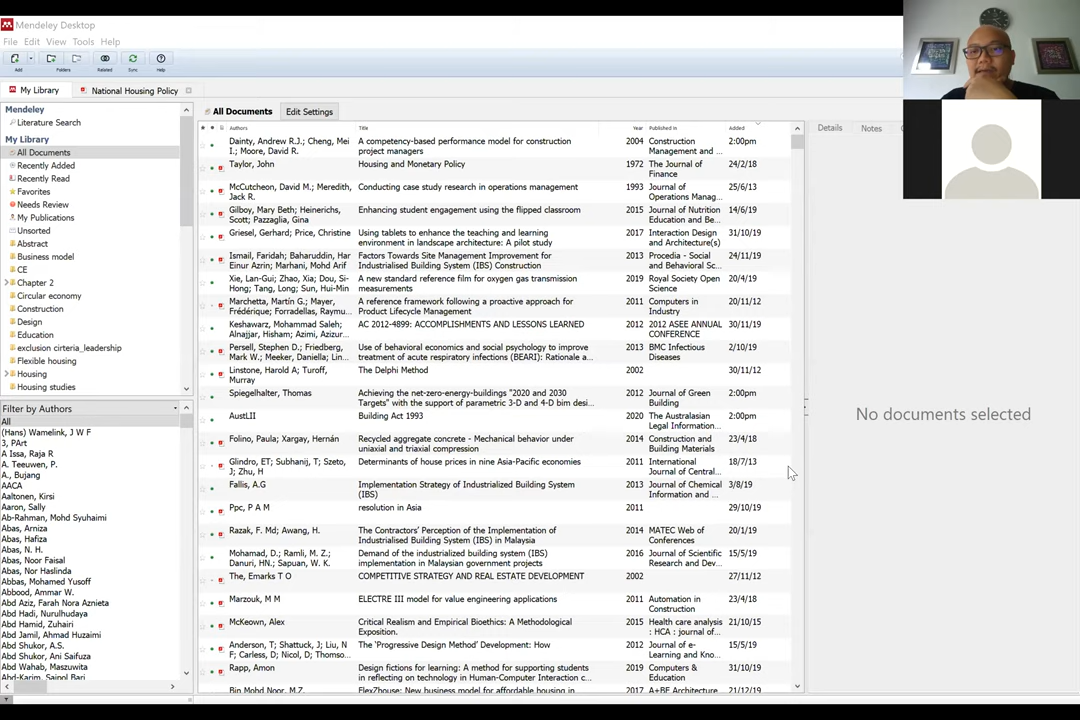 Mendeley Desktop
File Edit View Tools Help
Add Folders Related Sync Help
My Library National Housing Policy
Mendeley
Literature Search
My Library
All Documents
Recently Added
Recently Read
Favorites
Needs Review
My Publications
Unsorted
Abstract
Business model
CE
Chapter 2
Circular economy
Construction
Design
Education
exclusion cirteria_leadership
Flexible housing
Housing
Housing studies
Filter by Authors
All
(Hans) Wamelink, J W F
3, PArt
A Issa, Raja R
A. Teeuwen, P.
A., Bujang
AACA
Aaltonen, Kirsi
Aaron, Sally
Ab-Rahman, Mohd Syuhaimi
Abas, Arniza
Abas, Hafiza
Abas, N. H.
Abas, Noor Faisal
Abas, Nor Haslinda
Abbas, Mohamed Yusoff
Abbood, Ammar W.
Abd Aziz, Farah Nora Aznieta
Abd Hadi, Nurulhudaya
Abd Hamid, Zuhairi
Abd Jamil, Ahmad Huzaimi
Abd Shukor, A.S.
Abd Shukor, Ani Saifuza
Abd Wahab, Maszuwita
Abd-Karim, Saipol Bari
All Documents Edit Settings
Authors Title Year Published in Added
Dainty, Andrew R.J.; Cheng, Mei A competency-based performance model for construction 2004 Construction 2:00pm
I.; Moore, David R. project managers Management and ...
Taylor, John Housing and Monetary Policy 1972 The Journal of 24/2/18
Finance
McCutcheon, David M.; Meredith, Conducting case study research in operations management 1993 Journal of 25/6/13
Jack R. Operations Manag...
Gilboy, Mary Beth; Heinerichs, Enhancing student engagement using the flipped classroom 2015 Journal of Nutrition 14/6/19
Scott; Pazzaglia, Gina Education and Be...
Griesel, Gerhard; Price, Christine Using tablets to enhance the teaching and learning 2017 Interaction Design 31/10/19
environment in landscape architecture: A pilot study and Architecture(s)
Ismail, Faridah; Baharuddin, Har Factors Towards Site Management Improvement for 2013 Procedia - Social 24/11/19
Einur Azrin; Marhani, Mohd Arif Industrialised Building System (IBS) Construction and Behavioral Sc...
Xie, Lan-Gui; Zhao, Xia; Dou, Si- A new standard reference film for oxygen gas transmission 2019 Royal Society Open 20/4/19
Hong; Tang, Long; Sun, Hui-Min measurements Science
Marchetta, Martín G.; Mayer, A reference framework following a proactive approach for 2011 Computers in 20/11/12
Frédérique; Forradellas, Raymu... Product Lifecycle Management Industry
Keshawarz, Mohammad Saleh; AC 2012-4899: ACCOMPLISHMENTS AND LESSONS LEARNED 2012 2012 ASEE ANNUAL 30/11/19
Alnajjar, Hisham; Azimi, Azizur... CONFERENCE
Persell, Stephen D.; Friedberg, Use of behavioral economics and social psychology to improve 2013 BMC Infectious 2/10/19
Mark W.; Meeker, Daniella; Lin... treatment of acute respiratory infections (BEARI): Rationale a... Diseases
Linstone, Harold A; Turoff, The Delphi Method 2002 30/11/12
Murray
Spiegelhalter, Thomas Achieving the net-zero-energy-buildings "2020 and 2030 2012 Journal of Green 2:00pm
Targets" with the support of parametric 3-D and 4-D bim desi... Building
AustLII Building Act 1993 2020 The Australasian 2:00pm
Legal Information...
Folino, Paula; Xargay, Hernán Recycled aggregate concrete - Mechanical behavior under 2014 Construction and 23/4/18
uniaxial and triaxial compression Building Materials
Glindro, ET; Subhanij, T; Szeto, Determinants of house prices in nine Asia-Pacific economies 2011 International 18/7/13
J; Zhu, H Journal of Central...
Fallis, A.G Implementation Strategy of Industrialized Building System 2013 Journal of Chemical 3/8/19
(IBS) Information and ...
Ppc, P A M resolution in Asia 2011 29/10/19
Razak, F. Md; Awang, H. The Contractors' Perception of the Implementation of 2014 MATEC Web of 20/1/19
Industrialised Building System (IBS) in Malaysia Conferences
Mohamad, D.; Ramli, M. Z.; Demand of the industrialized building system (IBS) 2016 Journal of Scientific 15/5/19
Danuri, HN.; Sapuan, W. K. implementation in Malaysian government projects Research and Dev...
The, Emarks T O COMPETITIVE STRATEGY AND REAL ESTATE DEVELOPMENT 2002 27/11/12
Marzouk, M M ELECTRE III model for value engineering applications 2011 Automation in 23/4/18
Construction
McKeown, Alex Critical Realism and Empirical Bioethics: A Methodological 2015 Health care analysis 21/10/15
Exposition. : HCA : journal of...
Anderson, T; Shattuck, J; Liu, N The 'Progressive Design Method' Development: How 2012 Journal of e- 15/5/19
F; Carless, D; Nicol, D; Thomso... Learning and Kno...
Rapp, Amon Design fictions for learning: A method for supporting students 2019 Computers & 31/10/19
in reflecting on technology in Human-Computer Interaction c... Education
Bin Mohd Noor, M.Z. FlexZhouse: New business model for affordable housing in 2017 A+BE Architecture 21/12/19
Details Notes
No documents selected